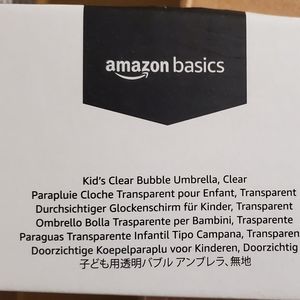 amazon basics
Kid's Clear Bubble Umbrella, Clear
Parapluie Cloche Transparent pour Enfant, Transparent
Durchsichtiger Glockenschirm für Kinder, Transparent
Ombrello Bolla Trasparente per Bambini, Trasparente
Paraguas Transparente Infantil Tipo Campana, Transparen
Doorzichtige Koepelparaplu voor Kinderen, Doorzichtig
子ども用透明バブル アンブレラ、無地